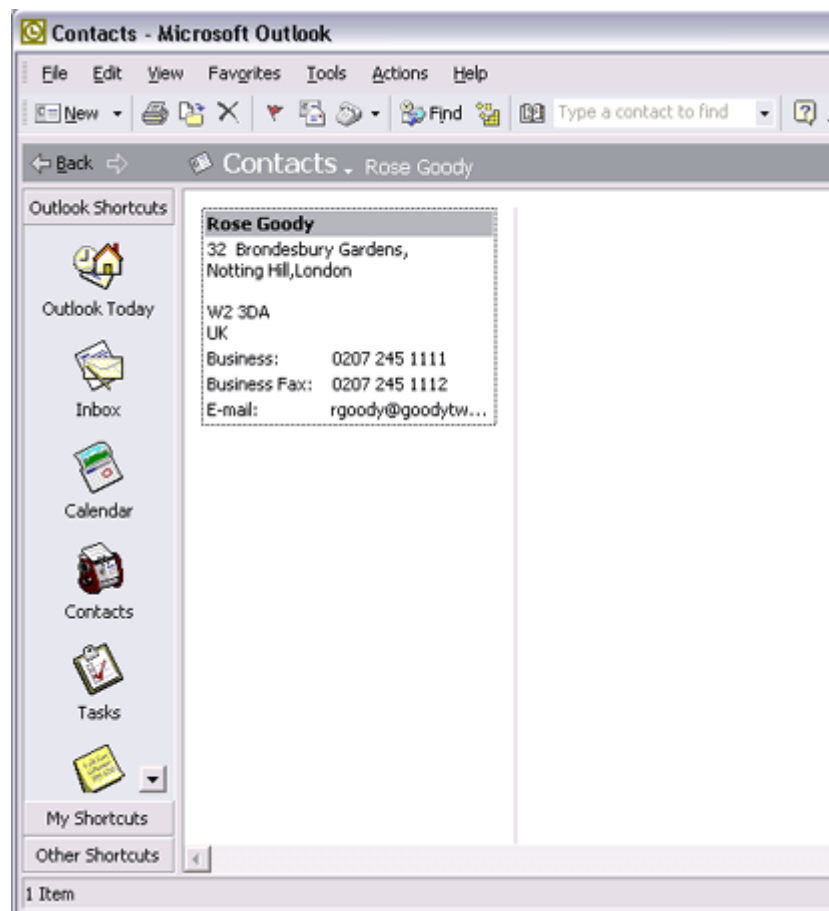 Contacts - Microsoft Outlook
File Edit View Favorites Tools Actions Help
New Find Type a contact to find
Back Contacts Rose Goody
Outlook Shortcuts
Outlook Today
Inbox
Calendar
Contacts
Tasks
My Shortcuts
Other Shortcuts
Rose Goody
32 Brondesbury Gardens,
Notting Hill,London
W2 3DA
UK
Business: 0207 245 1111
Business Fax: 0207 245 1112
E-mail: rgoody@goodytw...
1 Item